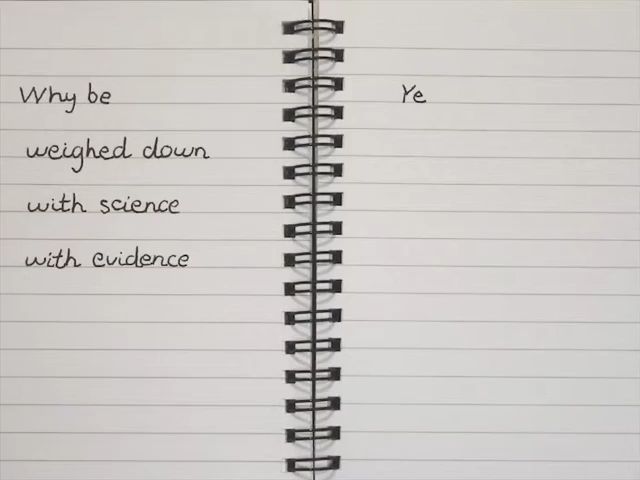 Why be
weighed down
with science
with evidence
Ye